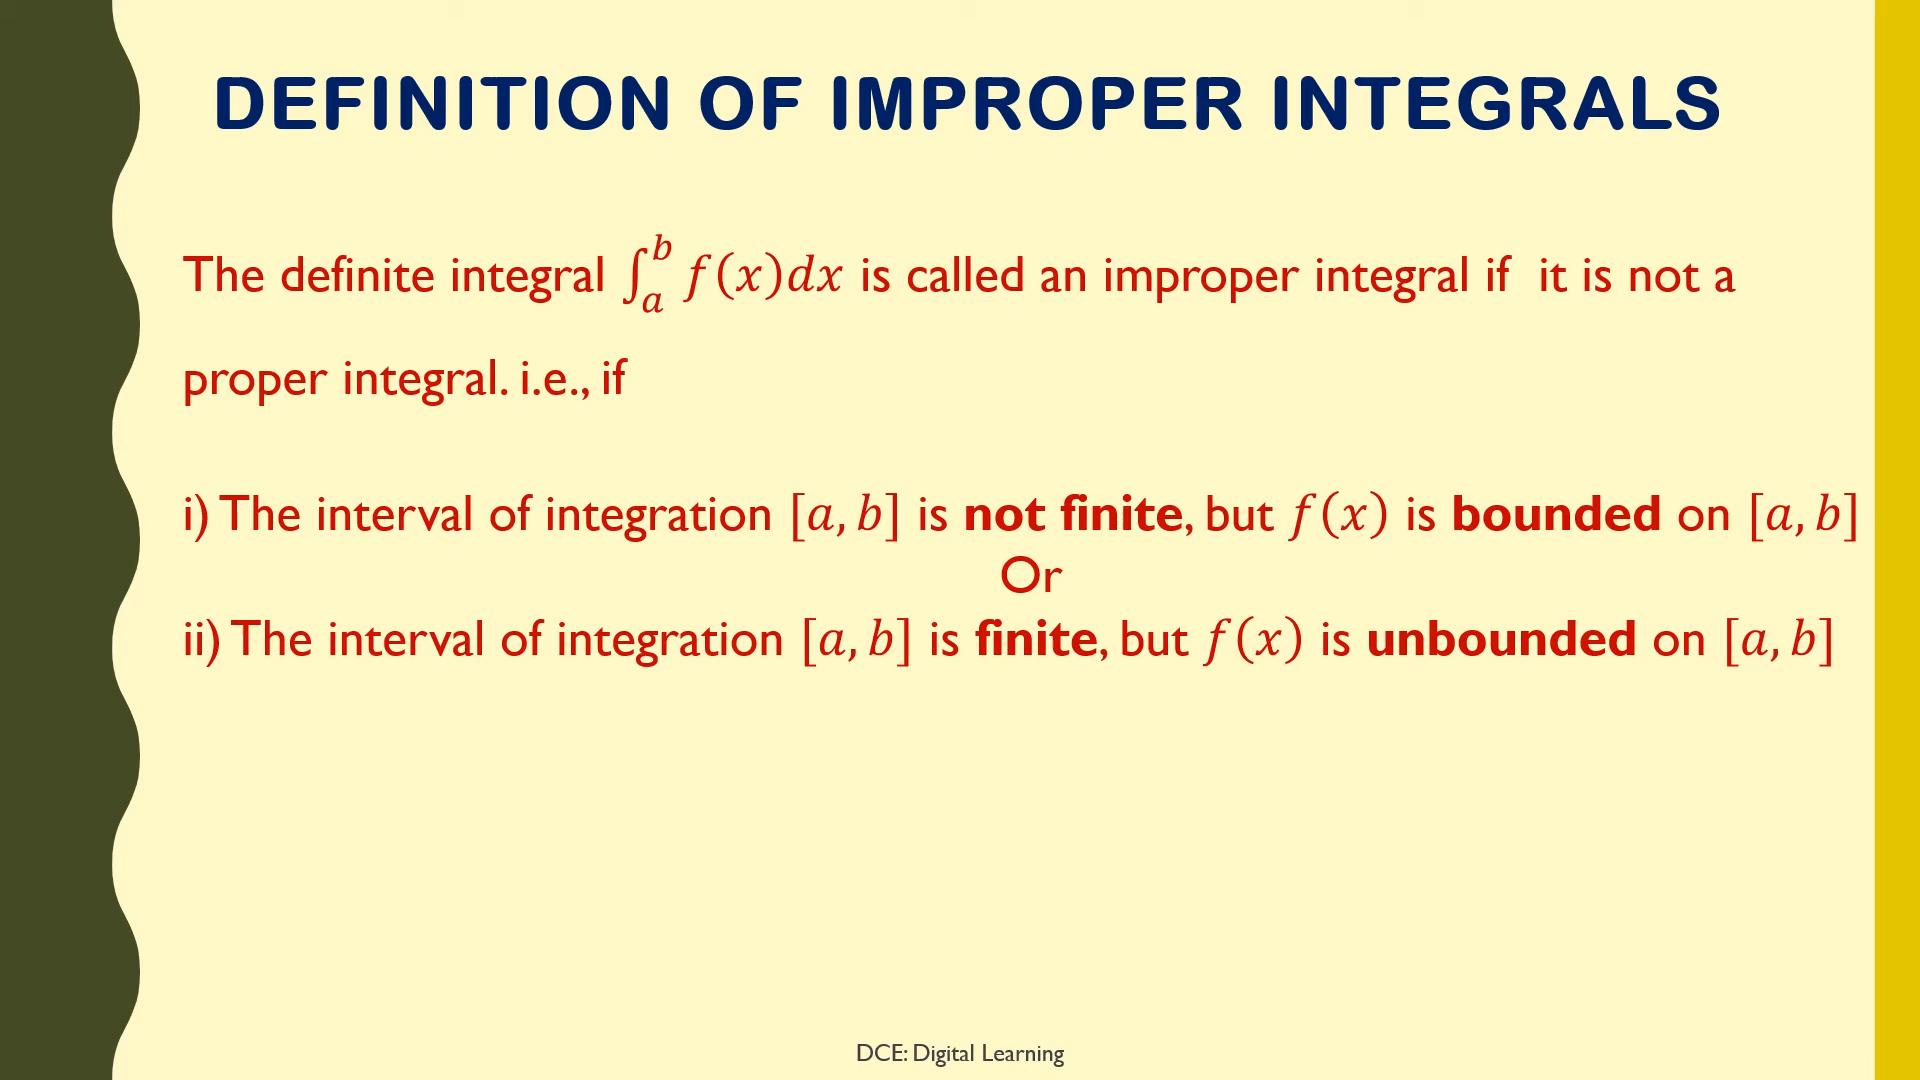 DEFINITION OF IMPROPER INTEGRALS
The definite integral ∫_a^b f(x)dx is called an improper integral if it is not a
proper integral. i.e., if
i) The interval of integration [a, b] is not finite, but f(x) is bounded on [a, b]
Or
ii) The interval of integration [a, b] is finite, but f(x) is unbounded on [a, b]
DCE: Digital Learning